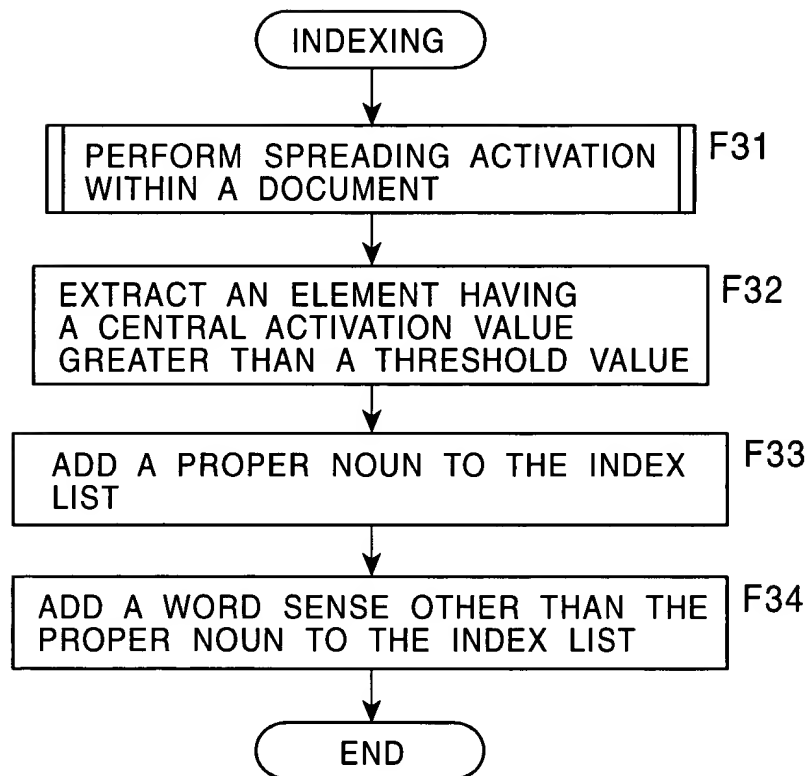 INDEXING
PERFORM SPREADING ACTIVATION
WITHIN A DOCUMENT
F31
EXTRACT AN ELEMENT HAVING
A CENTRAL ACTIVATION VALUE
GREATER THAN A THRESHOLD VALUE
F32
ADD A PROPER NOUN TO THE INDEX
LIST
F33
ADD A WORD SENSE OTHER THAN THE
PROPER NOUN TO THE INDEX LIST
F34
END